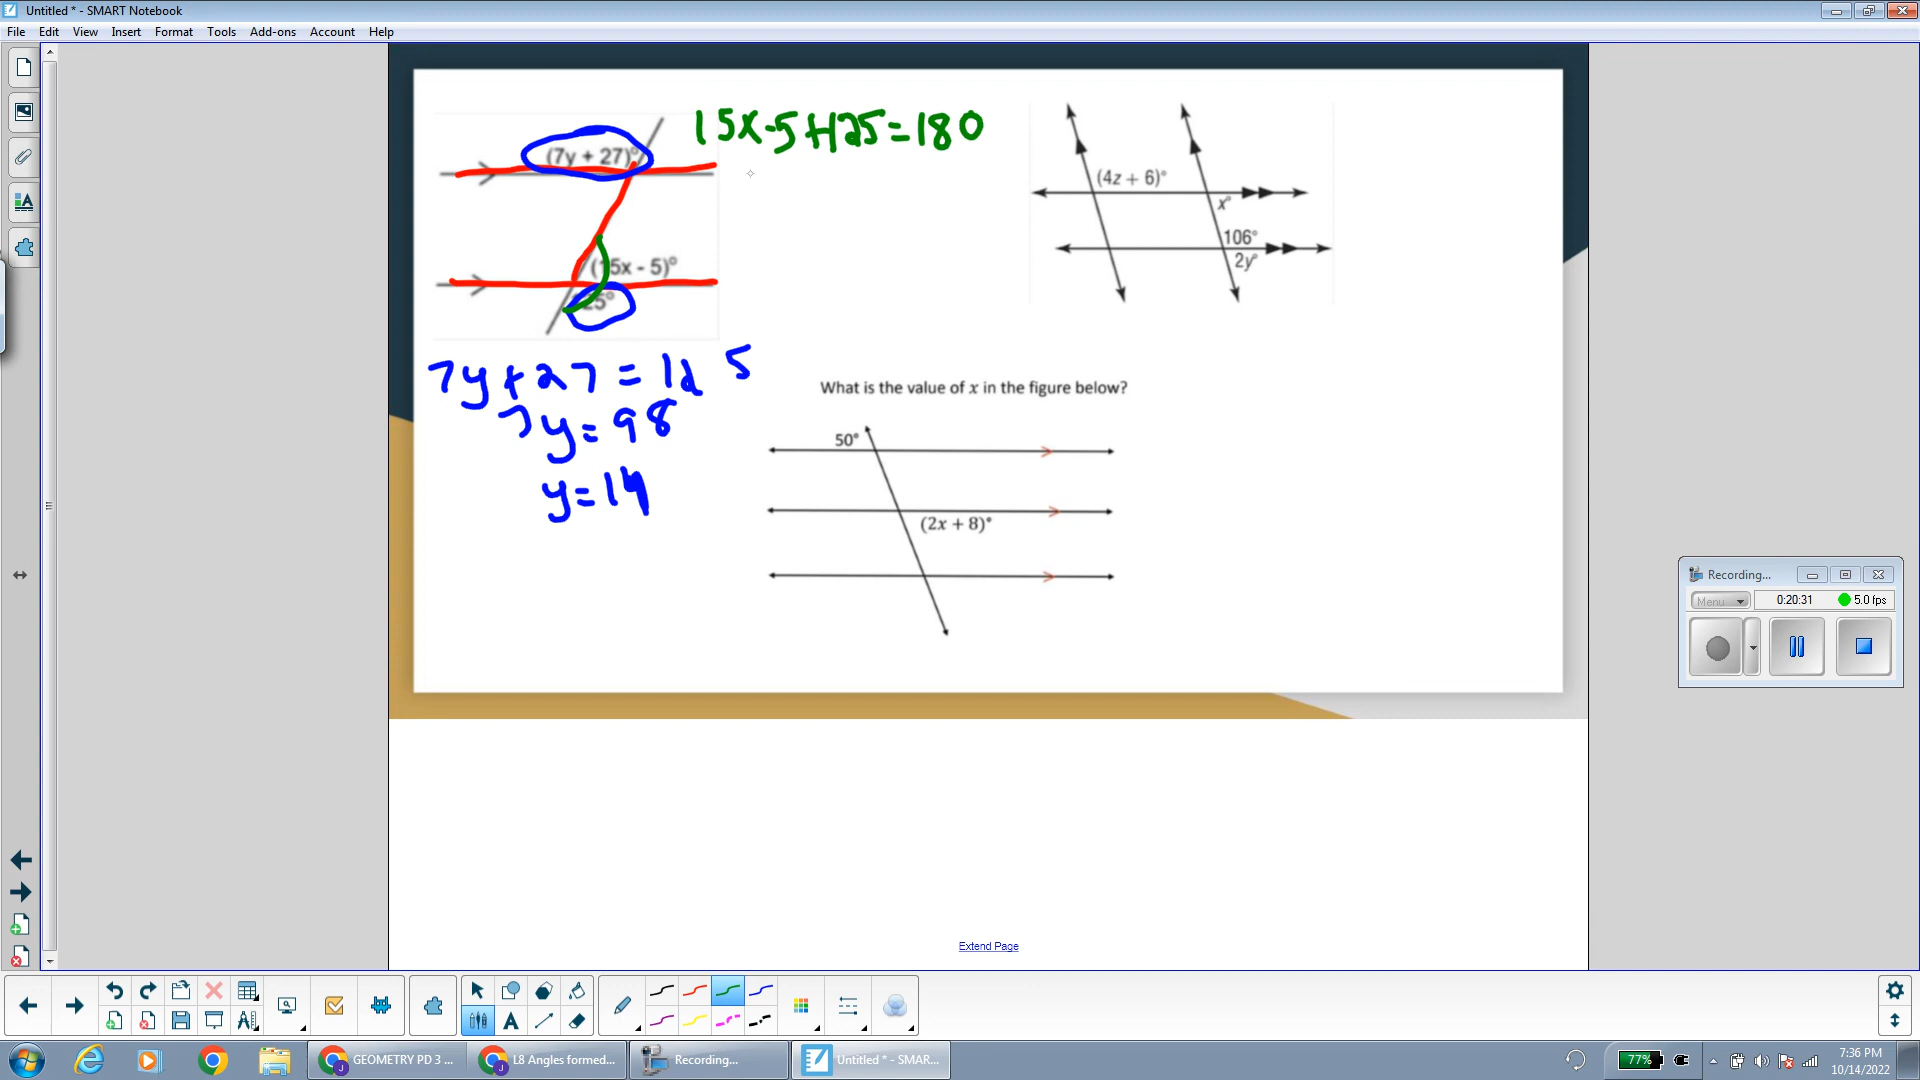 Untitled * - SMART Notebook
File Edit View Insert Format Tools Add-ons Account Help
15x-5+125=180
(7y + 27)°
(15x - 5)°
25°
7y+27=125
7y=98
y=14
(4z + 6)°
x°
106°
2y°
What is the value of x in the figure below?
50°
(2x + 8)°
Recording...
Menu
0:20:31
5.0 fps
Extend Page
GEOMETRY PD 3 ...
L8 Angles formed...
Recording...
Untitled * - SMAR...
77%
7:36 PM
10/14/2022